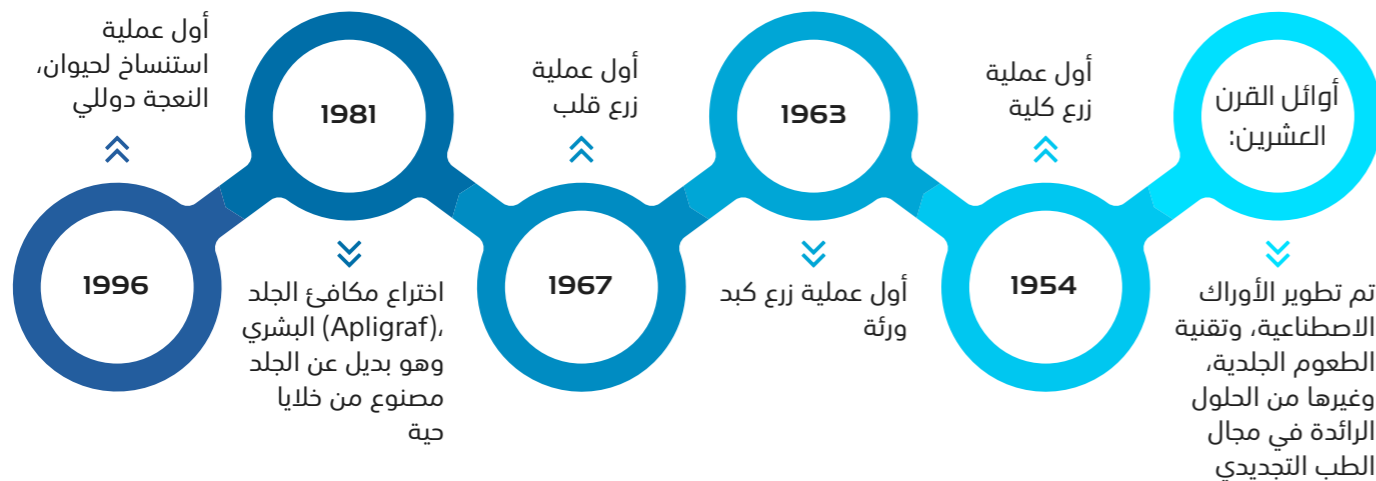 أوائل القرن
العشرين:
تم تطوير الأوراك
الاصطناعية، وتقنية
الطعوم الجلدية،
وغيرها من الحلول
الرائدة في مجال
الطب التجديدي
1954
أول عملية
زرع كلية
1963
أول عملية زرع كبد
ورئة
1967
أول عملية
زرع قلب
1981
اختراع مكافئ الجلد
البشري (Apligraf)،
وهو بديل عن الجلد
مصنوع من خلايا
حية
1996
أول عملية
استنساخ لحيوان،
النعجة دوللي